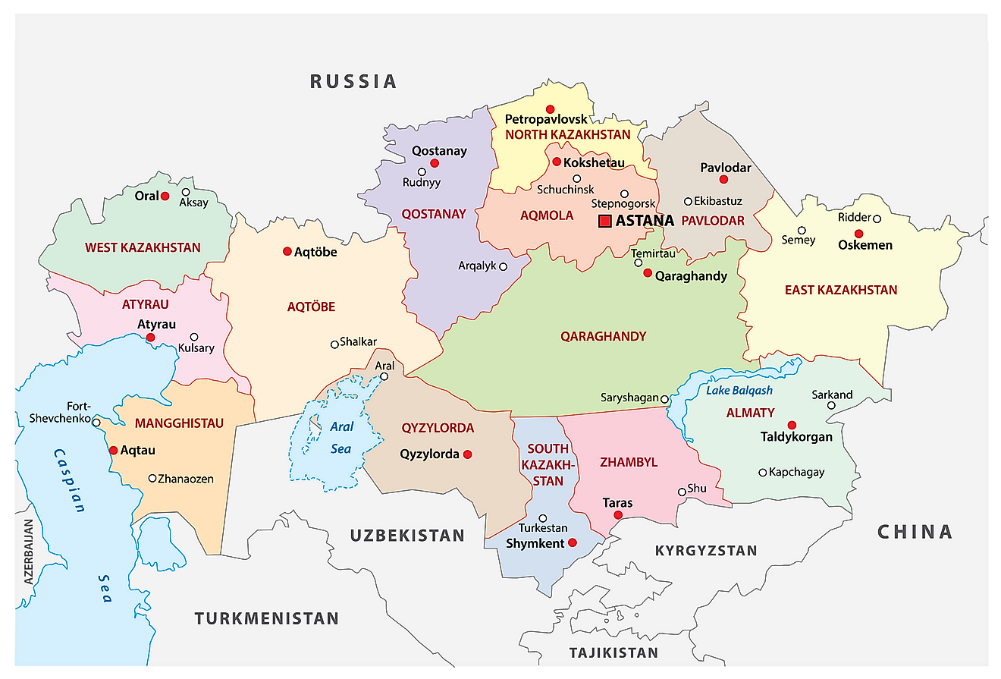 RUSSIA
Petropavlovsk
NORTH KAZAKHSTAN
Qostanay
Rudnyy
QOSTANAY
Arqalyk
Kokshetau
Schuchinsk
Stepnogorsk
AQMOLA
ASTANA
Pavlodar
Ekibastuz
PAVLODAR
Oral
Aksay
WEST KAZAKHSTAN
Aqtöbe
AQTÖBE
Shalkar
Temirtau
Qaraghandy
QARAGHANDY
Saryshagan
Ridder
Semey
Oskemen
EAST KAZAKHSTAN
ATYRAU
Atyrau
Kulsary
Fort-
Shevchenko
MANGGHISTAU
Aqtau
Zhanaozen
Caspian
Sea
Aral
Aral
Sea
QYZYLORDA
Qyzylorda
SOUTH
KAZAKH-
STAN
Turkestan
Shymkent
ZHAMBYL
Shu
Taras
Lake Balqash
ALMATY
Sarkand
Taldykorgan
Kapchagay
AZERBAIJAN
UZBEKISTAN
TURKMENISTAN
KYRGYZSTAN
TAJIKISTAN
CHINA